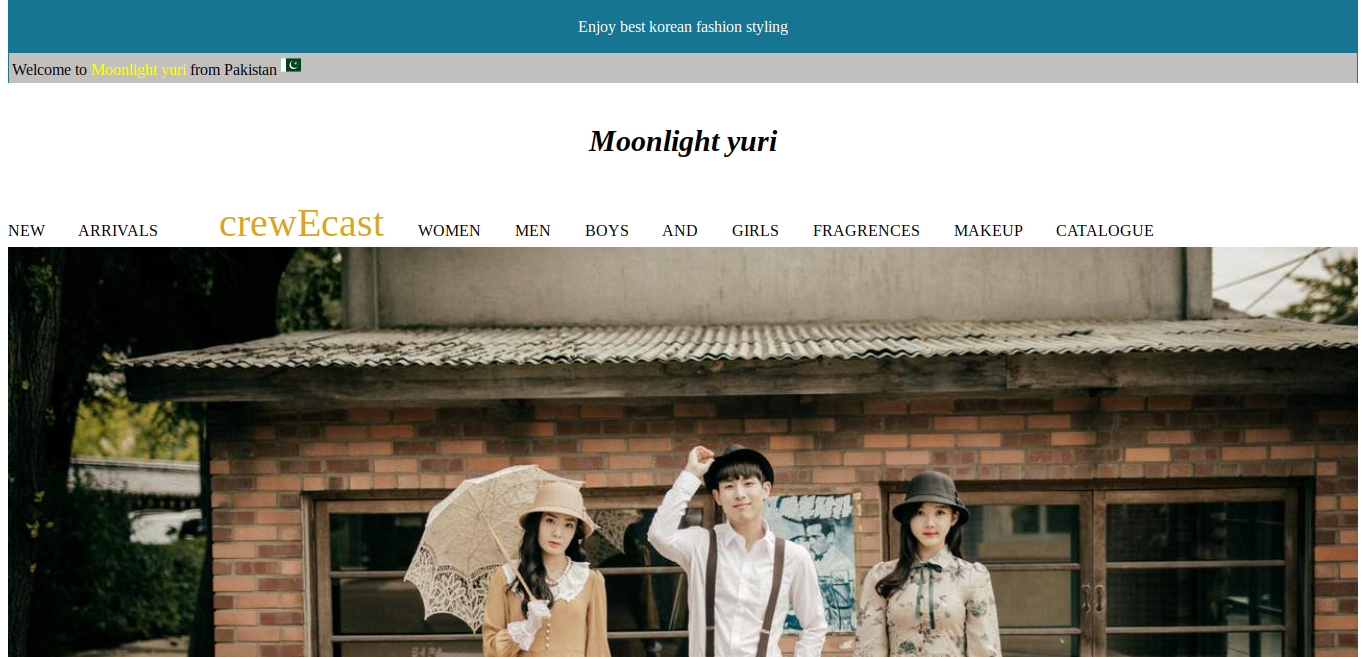 Enjoy best korean fashion styling
Welcome to Moonlight yuri from Pakistan
Moonlight yuri
NEW ARRIVALS crewEcast WOMEN MEN BOYS AND GIRLS FRAGRENCES MAKEUP CATALOGUE